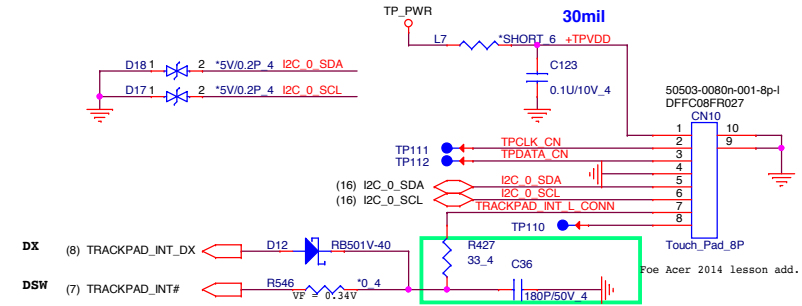 TP_PWR
30mil
L7 *SHORT_6 +TPVDD
D18 1 2 *5V/0.2P_4 I2C_0_SDA
D17 1 2 *5V/0.2P_4 I2C_0_SCL
C123
0.1U/10V_4
50503-0080n-001-8p-l
DFFC08FR027
CN10
1 10
2 9
3
4
5
6
7
8
TP111 TPCLK_CN
TP112 TPDATA_CN
(16) I2C_0_SDA I2C_0_SDA
(16) I2C_0_SCL I2C_0_SCL
TRACKPAD_INT_L_CONN
TP110
Touch_Pad_8P
DX (8) TRACKPAD_INT_DX D12 RB501V-40
R427
33_4
C36
180P/50V_4
Foe Acer 2014 lesson add.
DSW (7) TRACKPAD_INT# R546 *0_4
VF = 0.34V